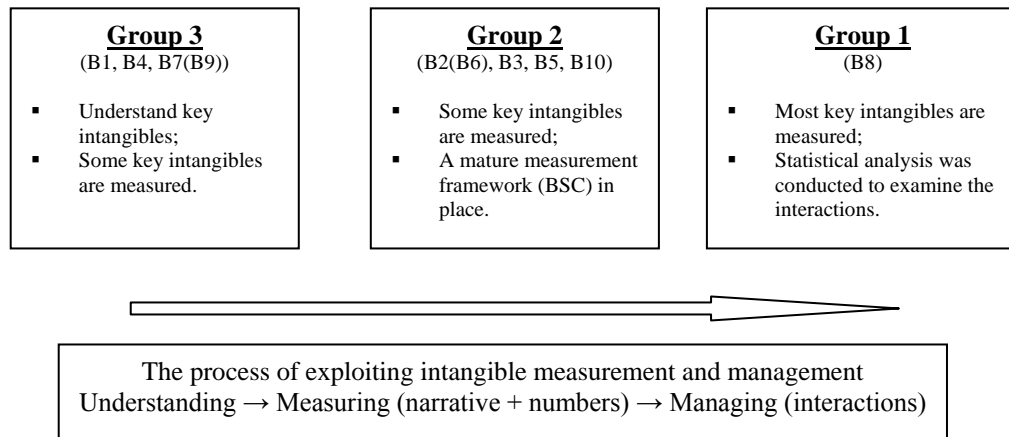 Group 3
(B1, B4, B7(B9))
▪ Understand key
intangibles;
▪ Some key intangibles
are measured.
Group 2
(B2(B6), B3, B5, B10)
▪ Some key intangibles
are measured;
▪ A mature measurement
framework (BSC) in
place.
Group 1
(B8)
▪ Most key intangibles are
measured;
▪ Statistical analysis was
conducted to examine the
interactions.
The process of exploiting intangible measurement and management
Understanding → Measuring (narrative + numbers) → Managing (interactions)